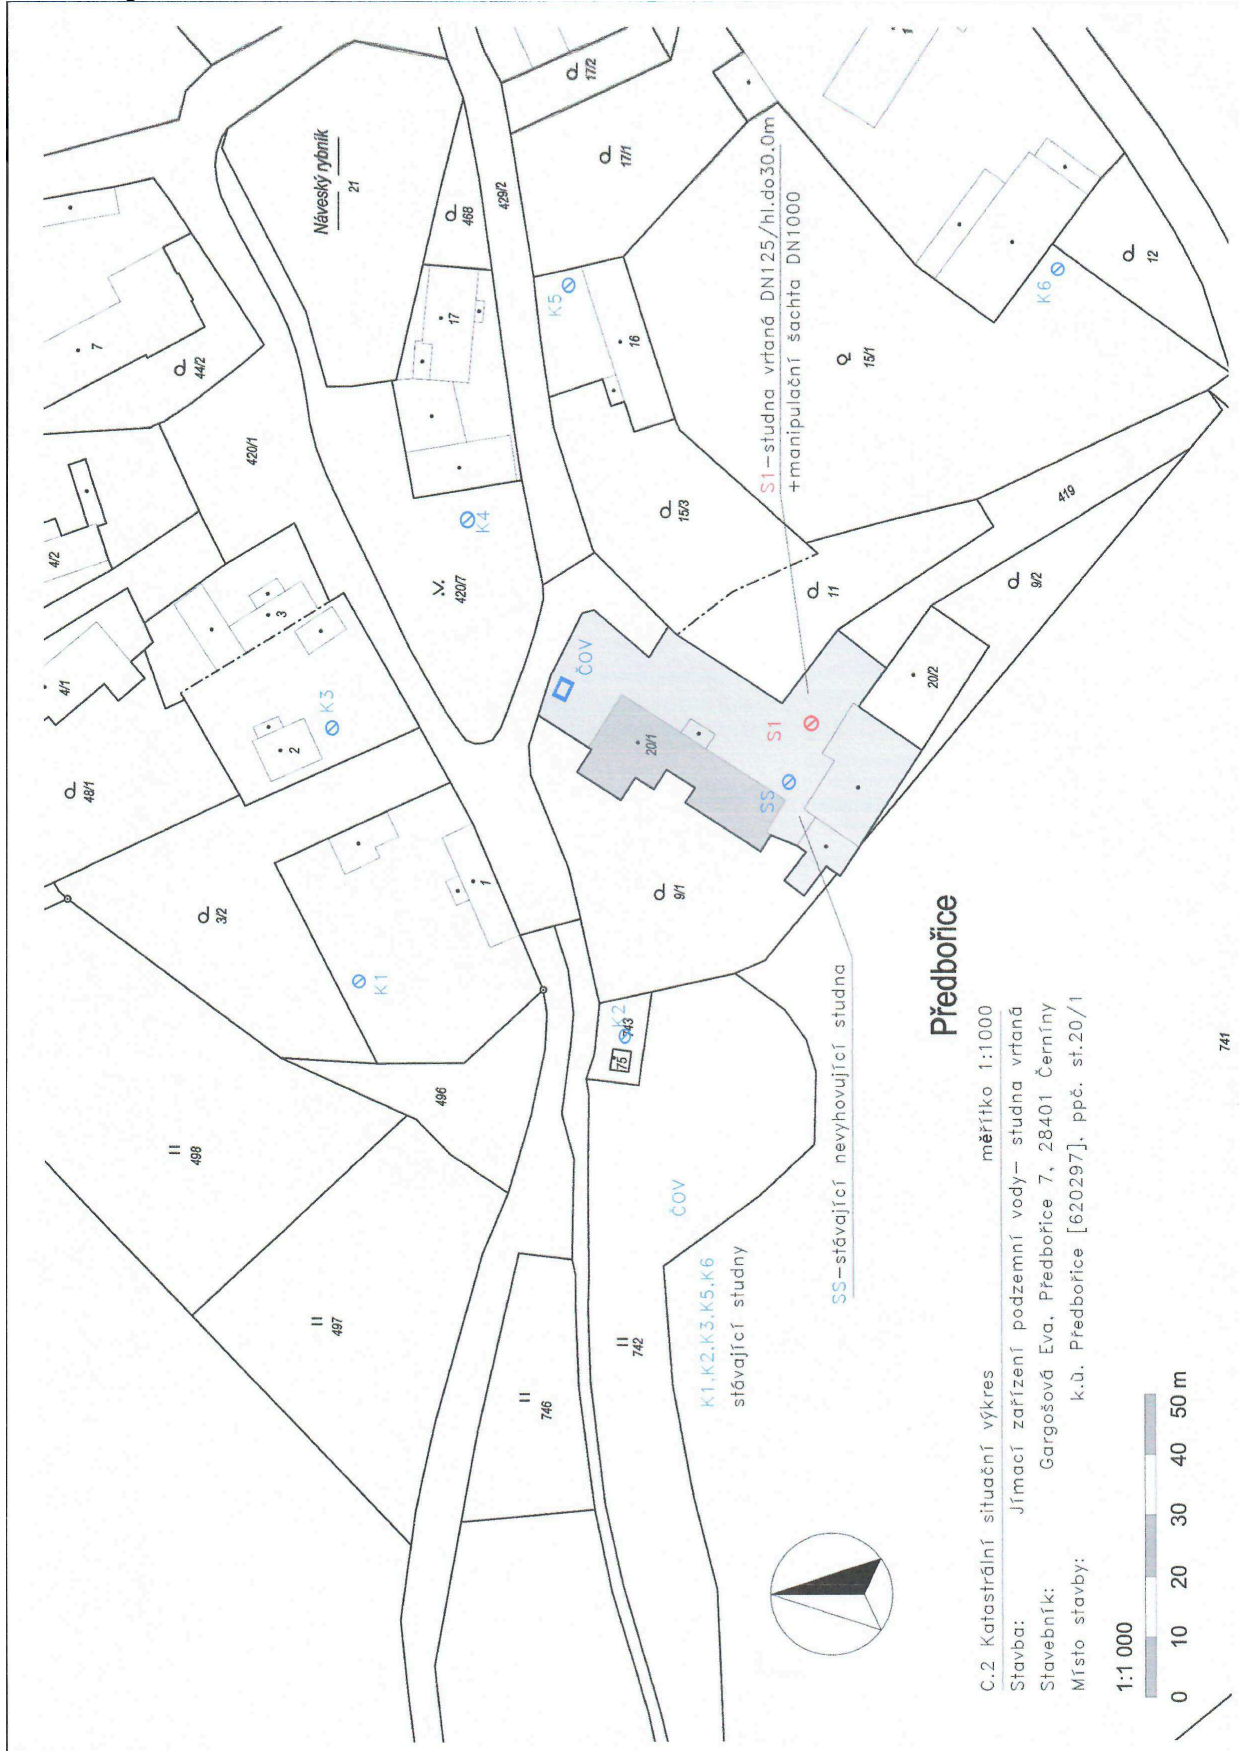 Náveský rybník
21
7
44/2
420/1
4/2
4/1
3
2
K3
48/1
3/2
1
K1
498
496
497
746
742
75
743
K2
9/1
468
17
429/2
17/2
17/1
K5
16
K4
420/7
15/3
15/1
12
K6
S1–studna vrtaná DN125/hl.do30.0m
+manipulační šachta DN1000
11
419
9/2
20/2
20/1
ČOV
S1
SS
SS–stávající nevyhovující studna
ČOV
K1.K2.K3.K5.K6
stávající studny
Předbořice
741
C.2 Katastrální situační výkres měřítko 1:1000
Stavba: Jímací zařízení podzemní vody– studna vrtaná
Stavebník: Gargošová Eva, Předbořice 7, 28401 Černíny
Místo stavby: k.ú. Předbořice [620297], ppč. st.20/1
1:1 000
0 10 20 30 40 50 m